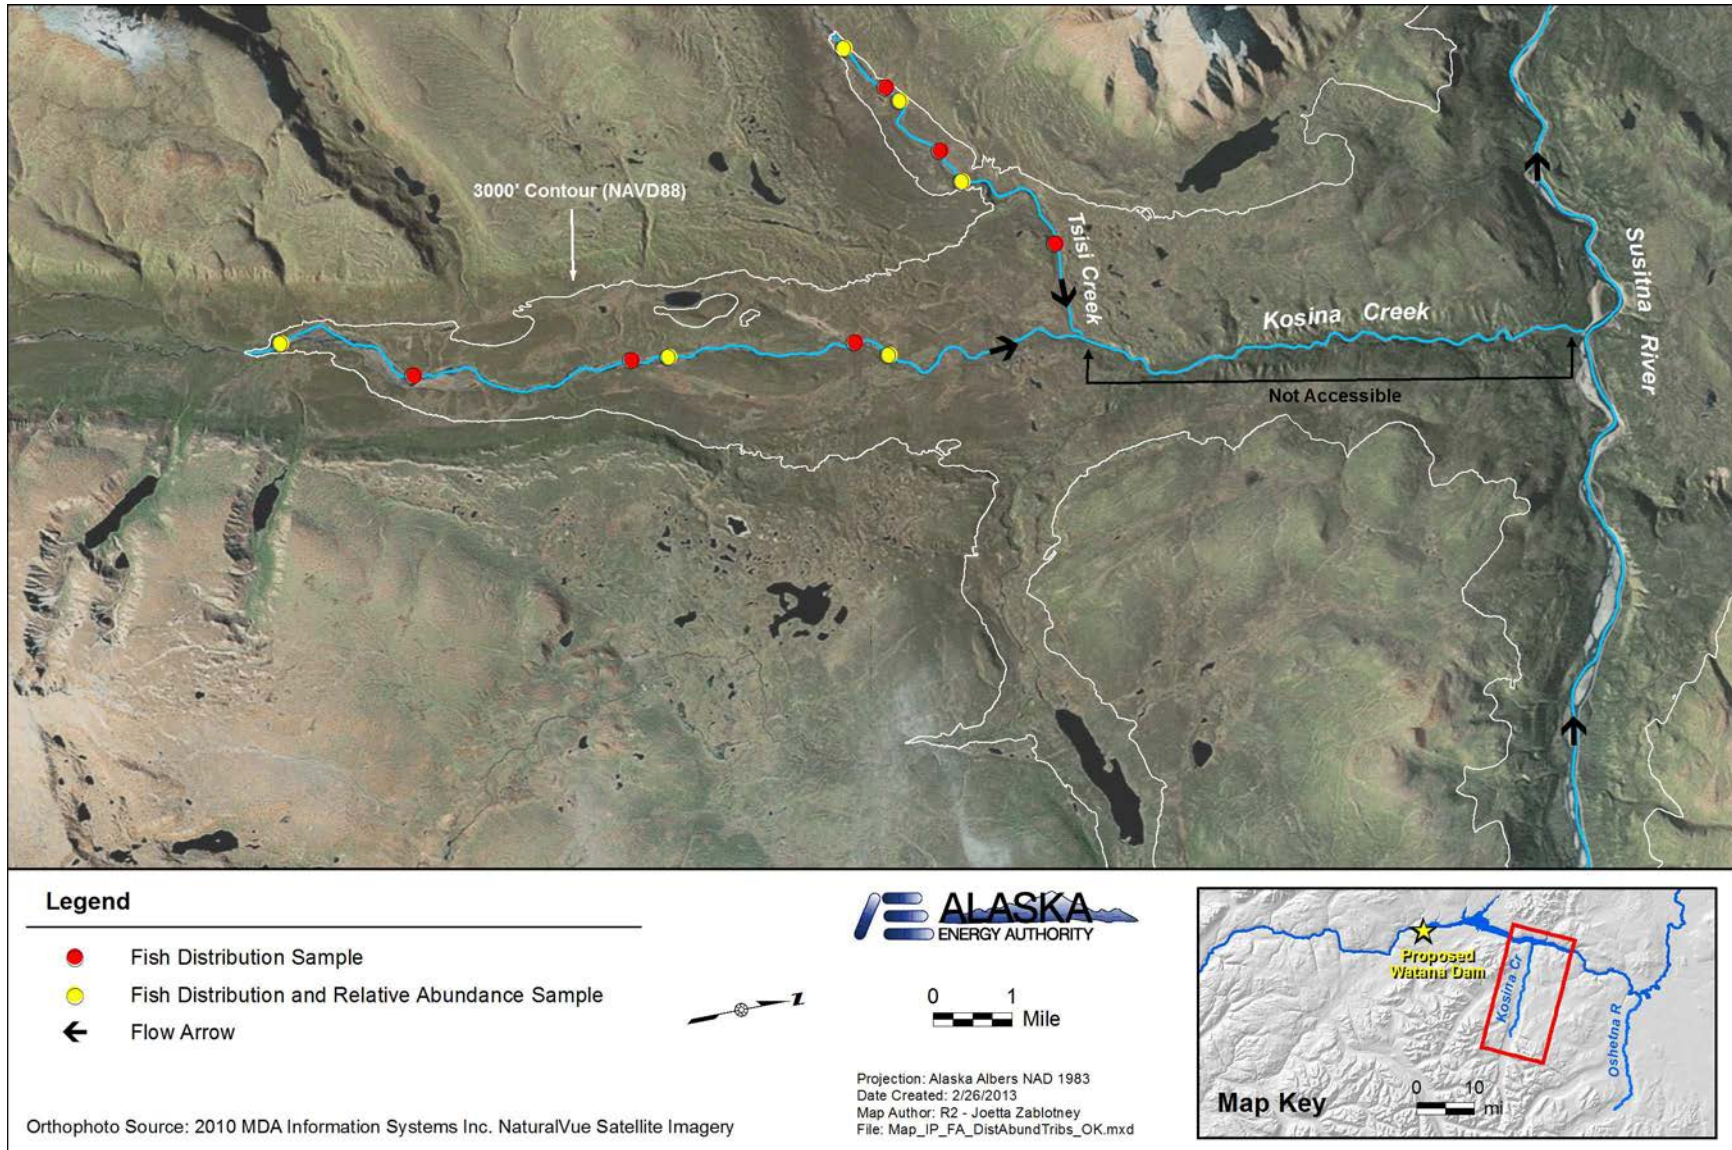 3000' Contour (NAVD88)
Tsisi Creek
Kosina Creek
Susitna River
Not Accessible
Legend
Fish Distribution Sample
Fish Distribution and Relative Abundance Sample
Flow Arrow
Orthophoto Source: 2010 MDA Information Systems Inc. NaturalVue Satellite Imagery
Z
ALASKA
ENERGY AUTHORITY
0 1
Mile
Projection: Alaska Albers NAD 1983
Date Created: 2/26/2013
Map Author: R2 - Joetta Zablotney
File: Map_IP_FA_DistAbundTribs_OK.mxd
Proposed
Watana Dam
Kosina Cr
Oshetna R
0 10
mi
Map Key